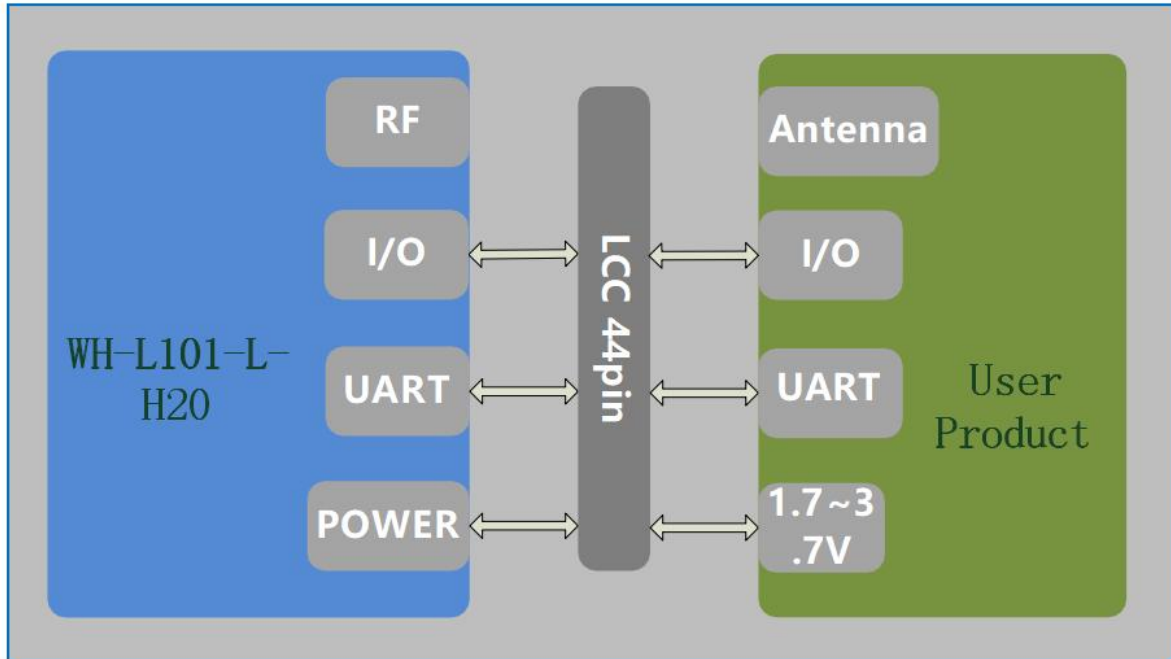 WH-L101-L-
H20
RF
I/O
UART
POWER
LCC 44pin
Antenna
I/O
UART
1.7~3
.7V
User
Product